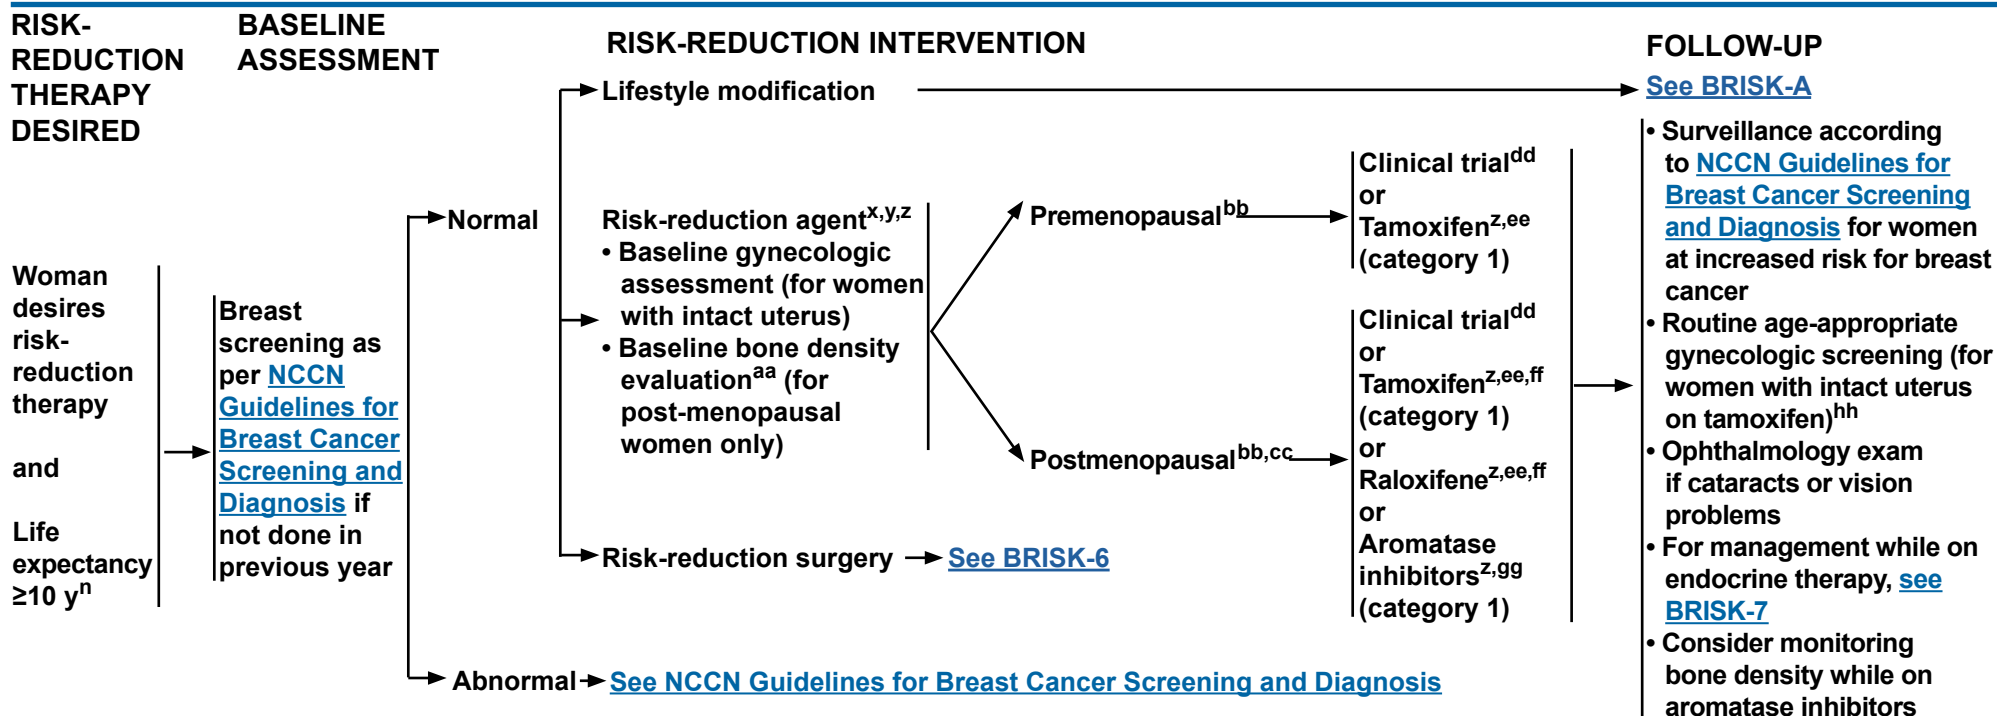 RISK-
REDUCTION
THERAPY
DESIRED
BASELINE
ASSESSMENT
RISK-REDUCTION INTERVENTION
FOLLOW-UP
Woman
desires
risk-
reduction
therapy
and
Life
expectancy
≥10 yⁿ
Breast
screening as
per NCCN
Guidelines for
Breast Cancer
Screening and
Diagnosis if
not done in
previous year
Normal
Lifestyle modification
See BRISK-A
Risk-reduction agentx,y,z
• Baseline gynecologic
assessment (for women
with intact uterus)
• Baseline bone density
evaluationaa (for
post-menopausal
women only)
Premenopausalbb
Clinical trialdd
or
Tamoxifenz,ee
(category 1)
Postmenopausalbb,cc
Clinical trialdd
or
Tamoxifenz,ee,ff
(category 1)
or
Raloxifenez,ee,ff
or
Aromatase
inhibitorsz,gg
(category 1)
Risk-reduction surgery
See BRISK-6
Abnormal
See NCCN Guidelines for Breast Cancer Screening and Diagnosis
• Surveillance according
to NCCN Guidelines for
Breast Cancer Screening
and Diagnosis for women
at increased risk for breast
cancer
• Routine age-appropriate
gynecologic screening (for
women with intact uterus
on tamoxifen)hh
• Ophthalmology exam
if cataracts or vision
problems
• For management while on
endocrine therapy, see
BRISK-7
• Consider monitoring
bone density while on
aromatase inhibitors